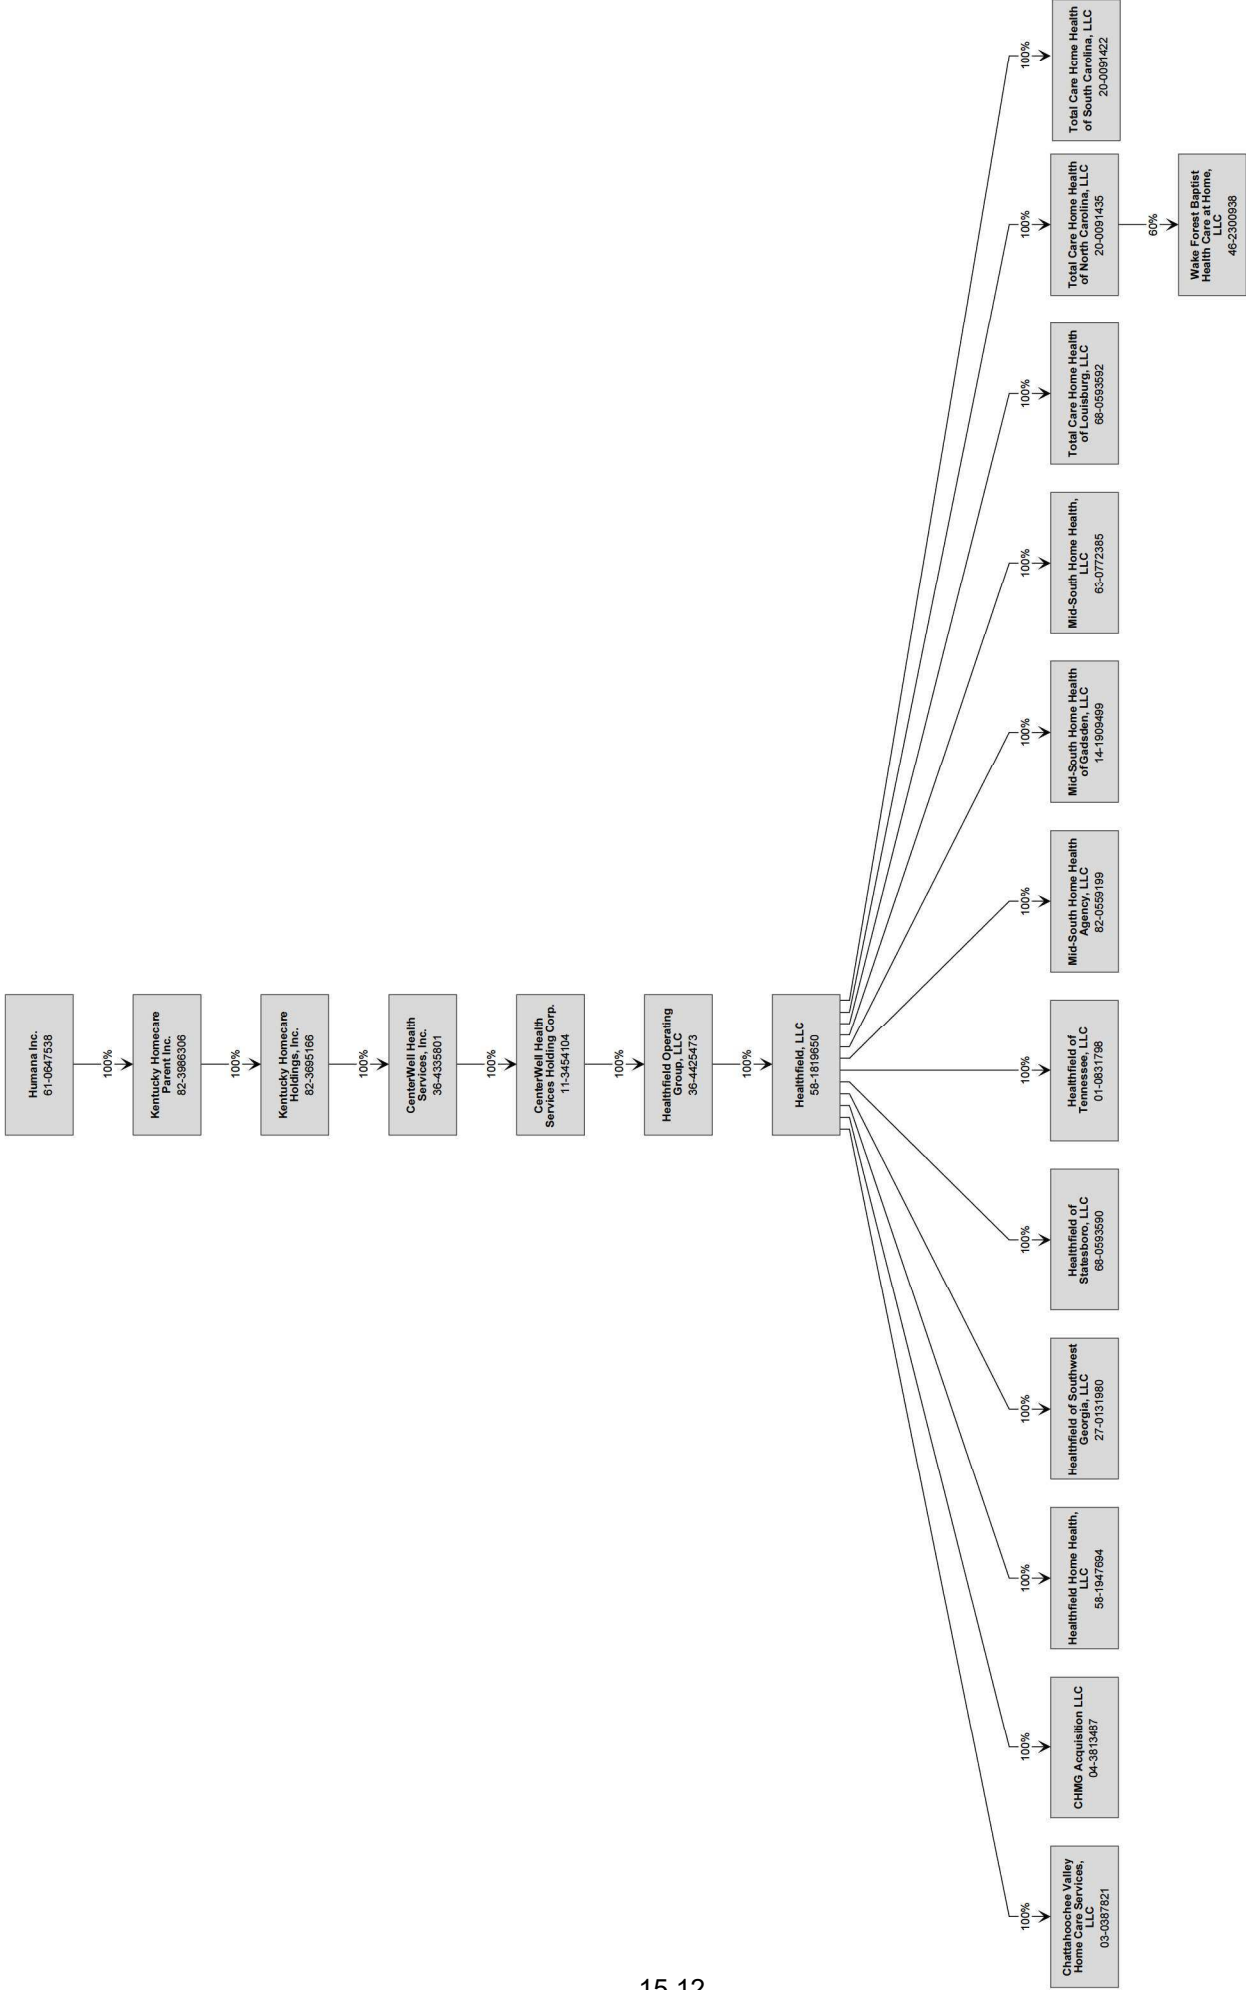 Humana Inc.
61-0647538
100%
Kentucky Homecare
Parent Inc.
82-3986306
100%
Kentucky Homecare
Holdings, Inc.
82-3695166
100%
CenterWell Health
Services, Inc.
36-4335801
100%
CenterWell Health
Services Holding Corp.
11-3454104
100%
Healthfield Operating
Group, LLC
36-4425473
100%
Healthfield, LLC
58-1819650
100%
Chattahoochee Valley
Home Care Services,
LLC
03-0387821
100%
CHMG Acquisition LLC
04-3813487
100%
Healthfield Home Health,
LLC
58-1947694
100%
Healthfield of Southwest
Georgia, LLC
27-0131980
100%
Healthfield of
Statesboro, LLC
68-0593590
100%
Healthfield of
Tennessee, LLC
01-0831798
100%
Mid-South Home Health
Agency, LLC
82-0559199
100%
Mid-South Home Health
of Gadsden, LLC
14-1909499
100%
Mid-South Home Health,
LLC
63-0772385
100%
Total Care Home Health
of Louisburg, LLC
68-0593592
100%
Total Care Home Health
of North Carolina, LLC
20-0091435
100%
Total Care Home Health
of South Carolina, LLC
20-0091422
60%
Wake Forest Baptist
Health Care at Home,
LLC
46-2300938
15.12